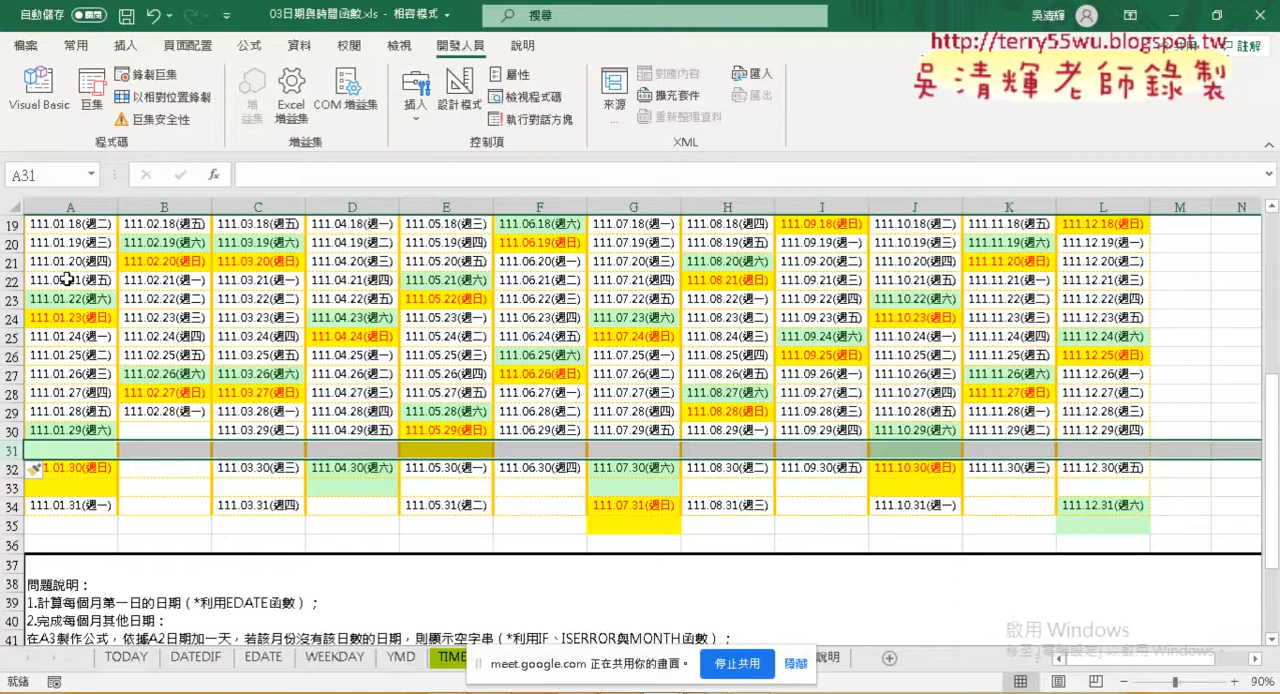 自動儲存 關閉 03日期與時間函數.xls - 相容模式 搜尋 吳清輝
檔案 常用 插入 頁面配置 公式 資料 校閱 檢視 開發人員 說明 註解
http://terry55wu.blogspot.tw
吳清輝老師錄製
Visual Basic 巨集 錄製巨集 以相對位置錄製 巨集安全性
增益集 Excel 增益集 COM 增益集
插入 設計模式 屬性 檢視程式碼 執行對話方塊
來源 對應內容 擴充套件 重新整理資料 匯入 匯出
程式碼 增益集 控制項 XML
A31 fx
A B C D E F G H I J K L M N
19 111.01.18(週二) 111.02.18(週五) 111.03.18(週五) 111.04.18(週一) 111.05.18(週三) 111.06.18(週六) 111.07.18(週一) 111.08.18(週四) 111.09.18(週日) 111.10.18(週二) 111.11.18(週五) 111.12.18(週日)
20 111.01.19(週三) 111.02.19(週六) 111.03.19(週六) 111.04.19(週二) 111.05.19(週四) 111.06.19(週日) 111.07.19(週二) 111.08.19(週五) 111.09.19(週一) 111.10.19(週三) 111.11.19(週六) 111.12.19(週一)
21 111.01.20(週四) 111.02.20(週日) 111.03.20(週日) 111.04.20(週三) 111.05.20(週五) 111.06.20(週一) 111.07.20(週三) 111.08.20(週六) 111.09.20(週二) 111.10.20(週四) 111.11.20(週日) 111.12.20(週二)
22 111.0 1(週五) 111.02.21(週一) 111.03.21(週一) 111.04.21(週四) 111.05.21(週六) 111.06.21(週二) 111.07.21(週四) 111.08.21(週日) 111.09.21(週三) 111.10.21(週五) 111.11.21(週一) 111.12.21(週三)
23 111.01.22(週六) 111.02.22(週二) 111.03.22(週二) 111.04.22(週五) 111.05.22(週日) 111.06.22(週三) 111.07.22(週五) 111.08.22(週一) 111.09.22(週四) 111.10.22(週六) 111.11.22(週二) 111.12.22(週四)
24 111.01.23(週日) 111.02.23(週三) 111.03.23(週三) 111.04.23(週六) 111.05.23(週一) 111.06.23(週四) 111.07.23(週六) 111.08.23(週二) 111.09.23(週五) 111.10.23(週日) 111.11.23(週三) 111.12.23(週五)
25 111.01.24(週一) 111.02.24(週四) 111.03.24(週四) 111.04.24(週日) 111.05.24(週二) 111.06.24(週五) 111.07.24(週日) 111.08.24(週三) 111.09.24(週六) 111.10.24(週一) 111.11.24(週四) 111.12.24(週六)
26 111.01.25(週二) 111.02.25(週五) 111.03.25(週五) 111.04.25(週一) 111.05.25(週三) 111.06.25(週六) 111.07.25(週一) 111.08.25(週四) 111.09.25(週日) 111.10.25(週二) 111.11.25(週五) 111.12.25(週日)
27 111.01.26(週三) 111.02.26(週六) 111.03.26(週六) 111.04.26(週二) 111.05.26(週四) 111.06.26(週日) 111.07.26(週二) 111.08.26(週五) 111.09.26(週一) 111.10.26(週三) 111.11.26(週六) 111.12.26(週一)
28 111.01.27(週四) 111.02.27(週日) 111.03.27(週日) 111.04.27(週三) 111.05.27(週五) 111.06.27(週一) 111.07.27(週三) 111.08.27(週六) 111.09.27(週二) 111.10.27(週四) 111.11.27(週日) 111.12.27(週二)
29 111.01.28(週五) 111.02.28(週一) 111.03.28(週一) 111.04.28(週四) 111.05.28(週六) 111.06.28(週二) 111.07.28(週四) 111.08.28(週日) 111.09.28(週三) 111.10.28(週五) 111.11.28(週一) 111.12.28(週三)
30 111.01.29(週六) 111.03.29(週二) 111.04.29(週五) 111.05.29(週日) 111.06.29(週三) 111.07.29(週五) 111.08.29(週一) 111.09.29(週四) 111.10.29(週六) 111.11.29(週二) 111.12.29(週四)
31
32 1.01.30(週日) 111.03.30(週三) 111.04.30(週六) 111.05.30(週一) 111.06.30(週四) 111.07.30(週六) 111.08.30(週二) 111.09.30(週五) 111.10.30(週日) 111.11.30(週三) 111.12.30(週五)
33
34 111.01.31(週一) 111.03.31(週四) 111.05.31(週二) 111.07.31(週日) 111.08.31(週三) 111.10.31(週一) 111.12.31(週六)
35
36
37
38 問題說明：
39 1.計算每個月第一日的日期（*利用EDATE函數）；
40 2.完成每個月其他日期：
41 在A3製作公式，依據A2日期加一天，若該月份沒有該日數的日期，則顯示空字串（*利用IF、ISERROR與MONTH函數）；
啟用 Windows
TODAY DATEDIF EDATE WEEKDAY YMD TIME 說明
meet.google.com 正在共用你的畫面。 停止共用 隱藏
就緒 90%